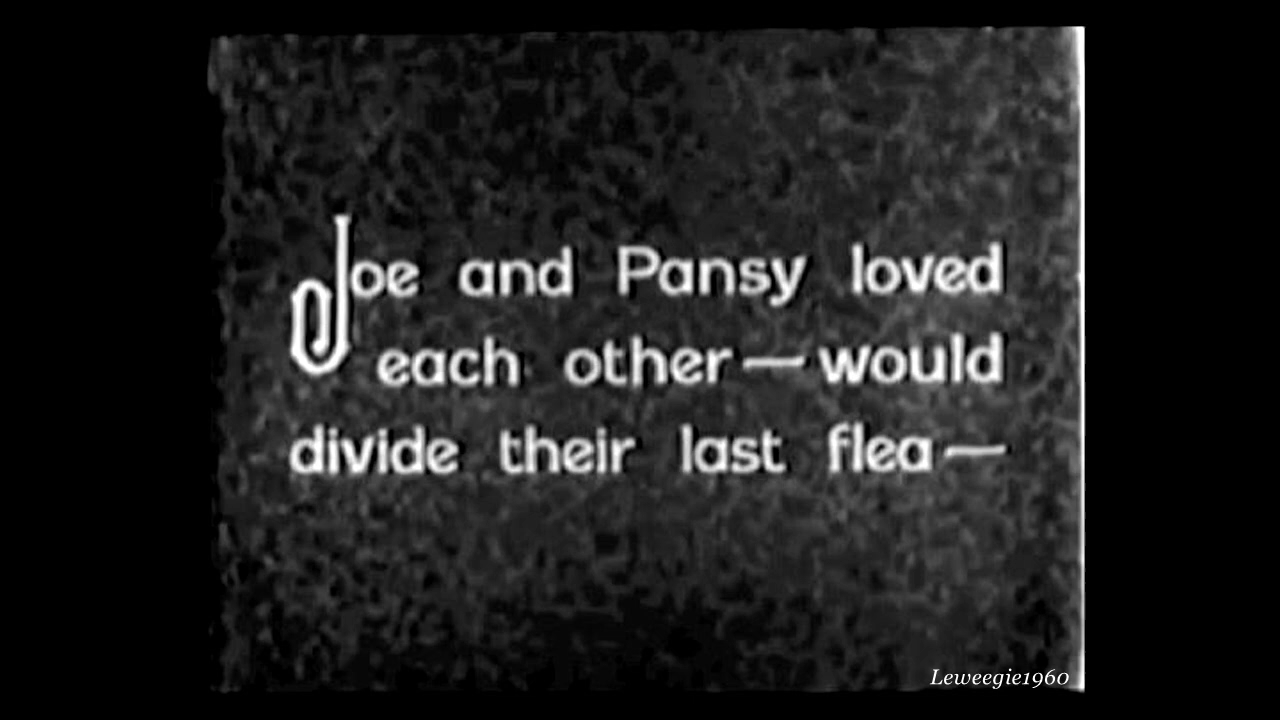 Joe and Pansy loved
each other — would
divide their last flea —
Leweegie1960